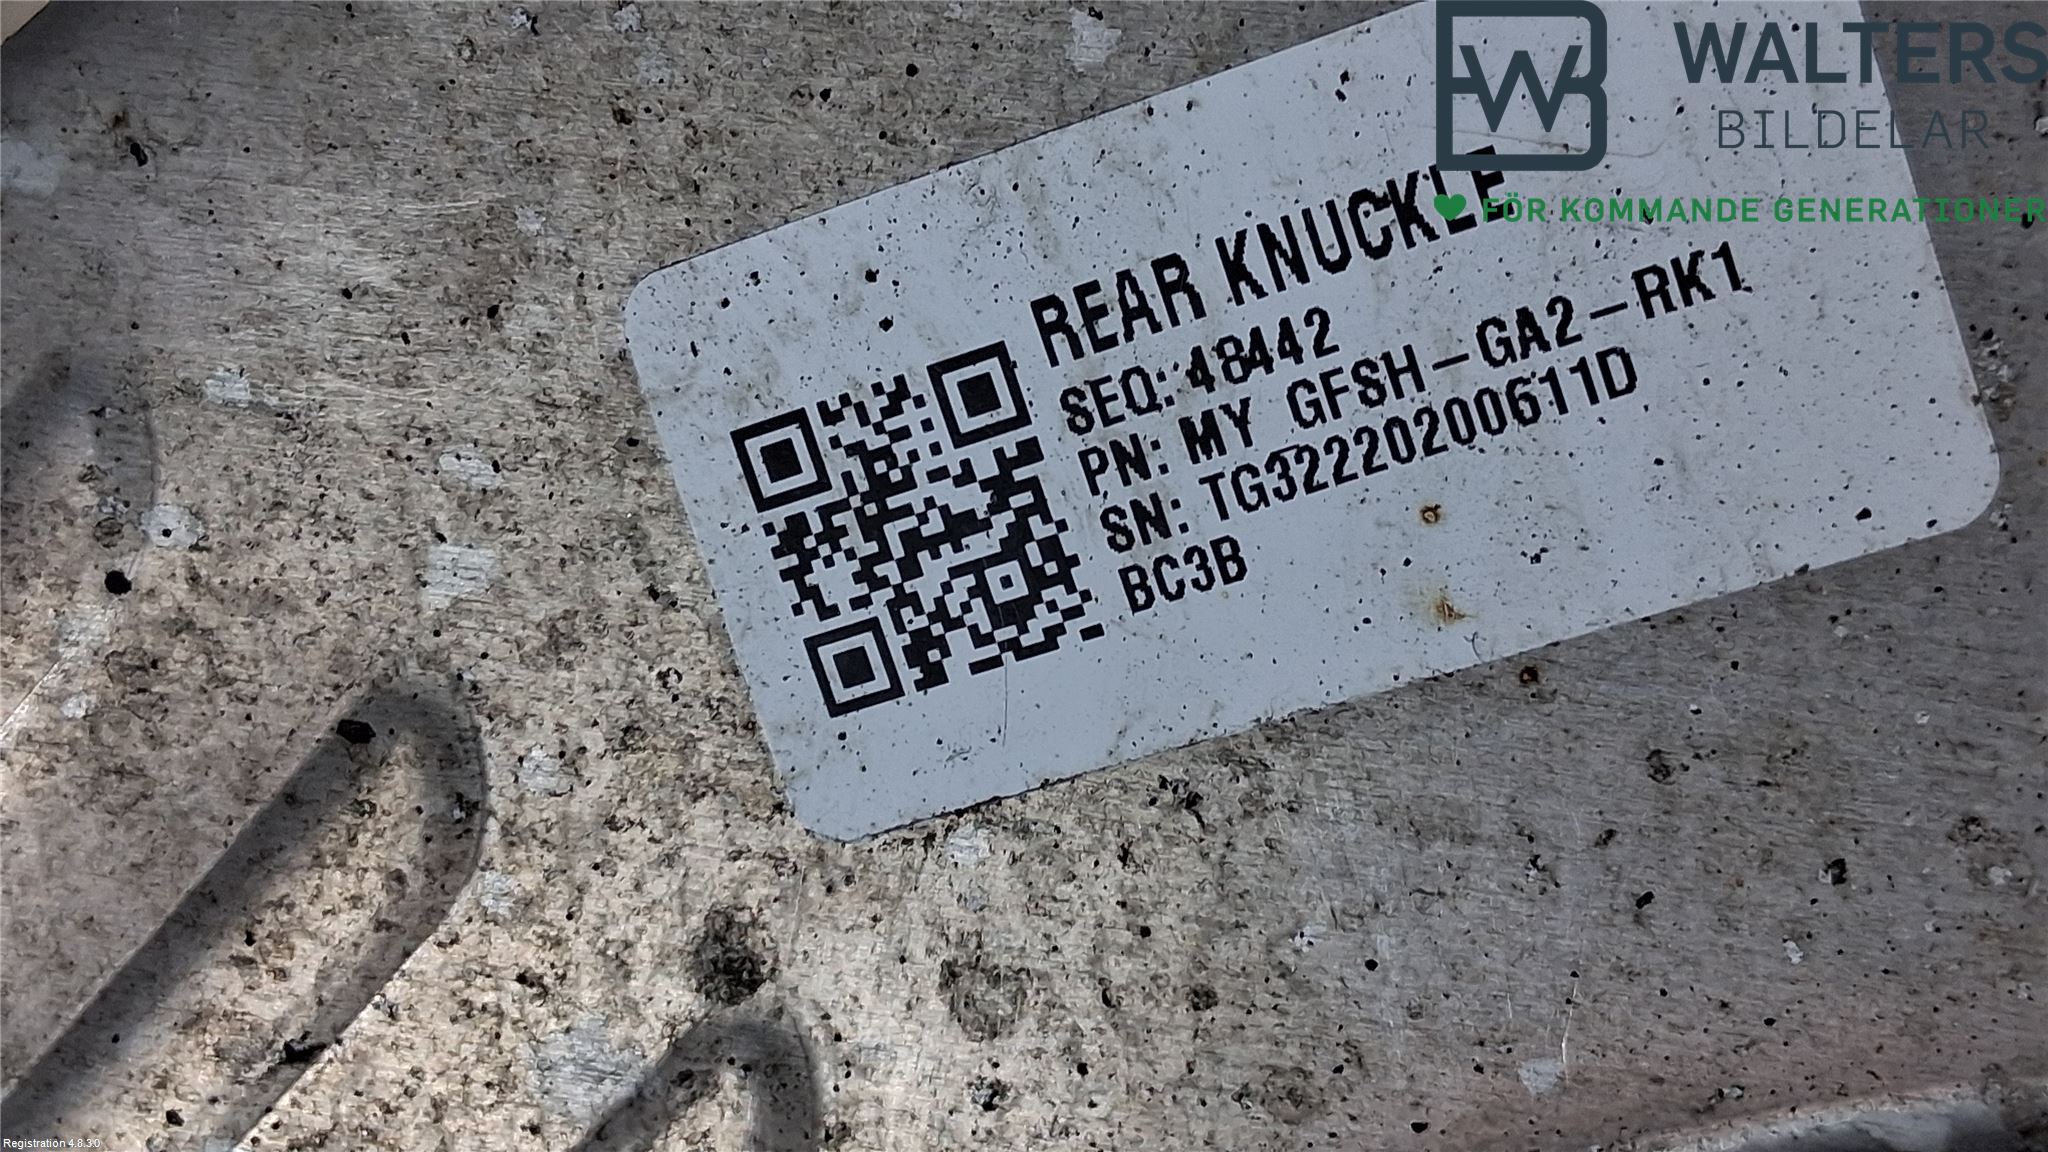 WALTERS
BILDELAR
FÖR KOMMANDE GENERATIONER
REAR KNUCKLE
SEQ: 48442
PN: MY GFSH-GA2-RK1
SN: TG32220200611D
BC3B
Registration 4.8.3.0